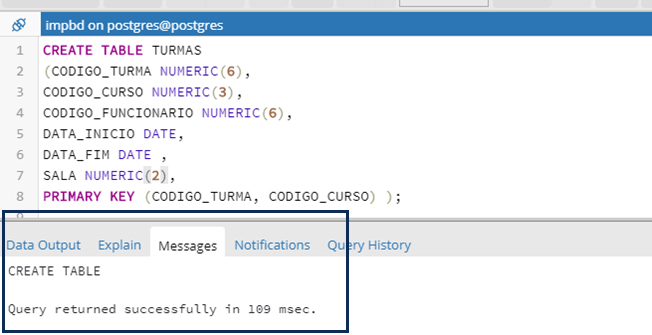 impbd on postgres@postgres
1 CREATE TABLE TURMAS
2 (CODIGO_TURMA NUMERIC(6),
3 CODIGO_CURSO NUMERIC(3),
4 CODIGO_FUNCIONARIO NUMERIC(6),
5 DATA_INICIO DATE,
6 DATA_FIM DATE ,
7 SALA NUMERIC(2),
8 PRIMARY KEY (CODIGO_TURMA, CODIGO_CURSO) );
9
Data Output Explain Messages Notifications Query History
CREATE TABLE
Query returned successfully in 109 msec.